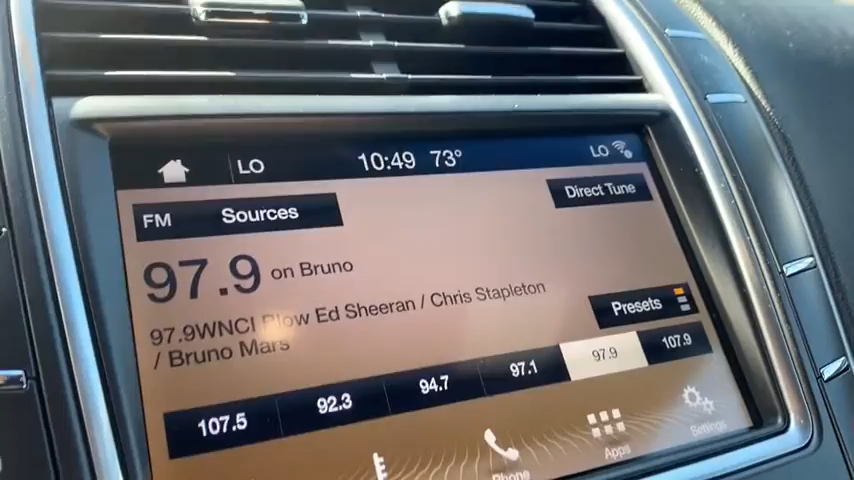 LO 10:49 73° LO
FM Sources Direct Tune
97.9 on Bruno
97.9WNCI Blow Ed Sheeran / Chris Stapleton
/ Bruno Mars
Presets
107.5 92.3 94.7 97.1 97.9 107.9
Phone Apps Settings